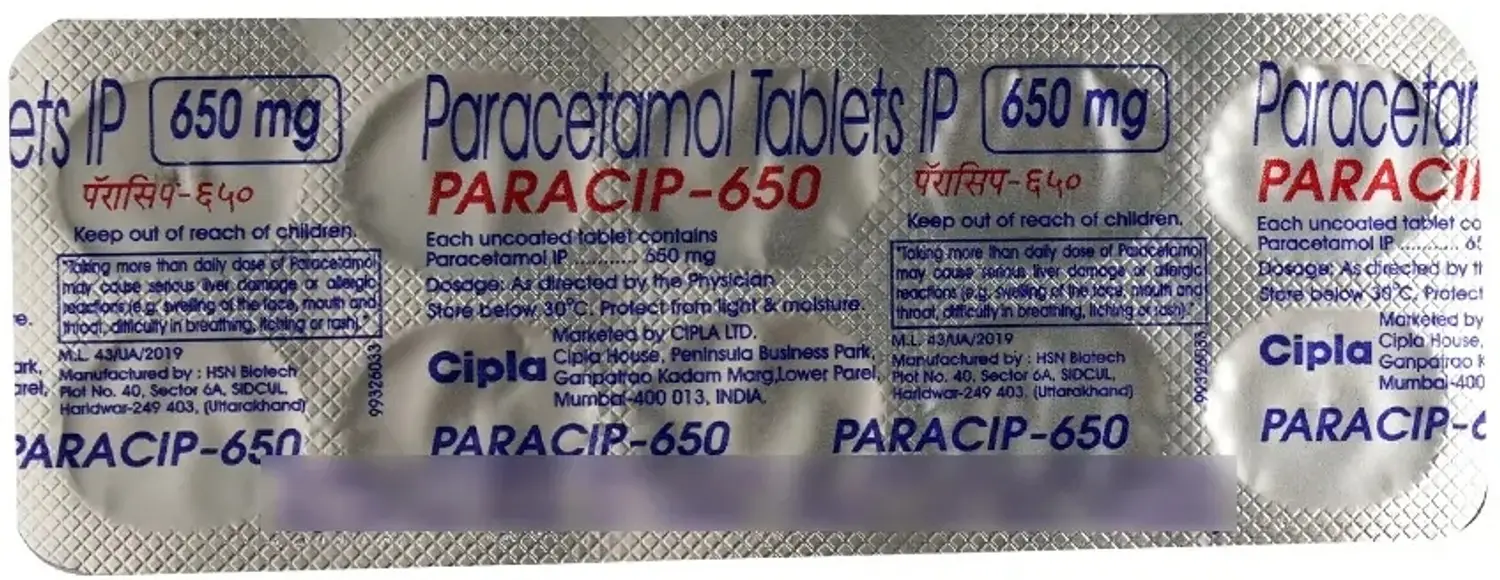 ets IP 650 mg
पॅरासिप-६५०
Keep out of reach of children.
"Taking more than daily dose of Paracetamol
may cause serious liver damage or allergic
reactions (e.g. swelling of the face, mouth and
throat, difficulty in breathing, itching or rash)."
e.
ark,
arel,
M.L. 43/UA/2019
Manufactured by : HSN Biotech
Plot No. 40, Sector 6A, SIDCUL,
Haridwar-249 403, (Uttarakhand)
99326033
PARACIP-650
Paracetamol Tablets IP 650 mg
PARACIP-650
Each uncoated tablet contains
Paracetamol IP ........... 650 mg
Dosage: As directed by the Physician
Store below 30°C. Protect from light & moisture.
Marketed by CIPLA LTD.
Cipla
Cipla House, Peninsula Business Park,
Ganpatrao Kadam Marg,Lower Parel,
Mumbai-400 013, INDIA.
PARACIP-650
पॅरासिप-६५०
Keep out of reach of children.
"Taking more than daily dose of Paracetamol
may cause serious liver damage or allergic
reactions (e.g. swelling of the face, mouth and
throat, difficulty in breathing, itching or rash)."
M.L. 43/UA/2019
Manufactured by : HSN Biotech
Plot No. 40, Sector 6A, SIDCUL,
Haridwar-249 403, (Uttarakhand)
99326033
PARACIP-650
Paracetam
PARACI
Each uncoated tablet co
Paracetamol IP ........... 65
Dosage: As directed by th
Store below 30°C. Protect
Marketed by
Cipla
Cipla House,
Ganpatrao K
Mumbai-400
PARACIP-6